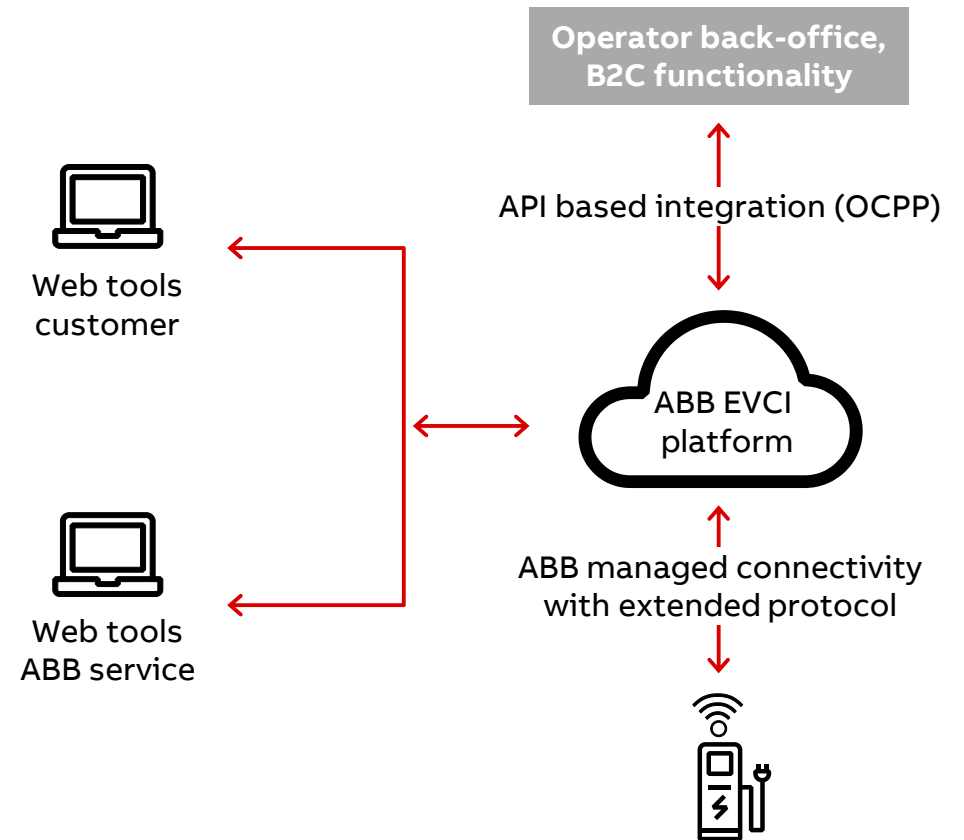 Operator back-office,
B2C functionality
API based integration (OCPP)
Web tools
customer
ABB EVCI
platform
ABB managed connectivity
with extended protocol
Web tools
ABB service